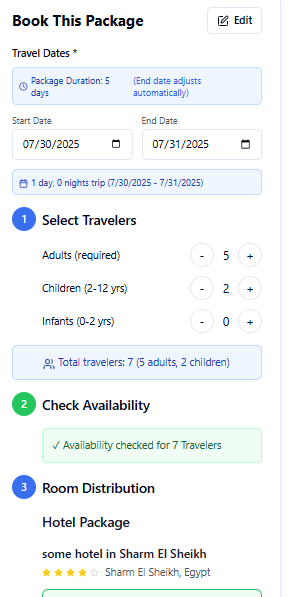 Book This Package
Edit
Travel Dates *
Package Duration: 5 days
(End date adjusts automatically)
Start Date
End Date
07/30/2025
07/31/2025
1 day, 0 nights trip (7/30/2025 - 7/31/2025)
1 Select Travelers
Adults (required) - 5 +
Children (2-12 yrs) - 2 +
Infants (0-2 yrs) - 0 +
Total travelers: 7 (5 adults, 2 children)
2 Check Availability
✓ Availability checked for 7 Travelers
3 Room Distribution
Hotel Package
some hotel in Sharm El Sheikh
Sharm El Sheikh, Egypt